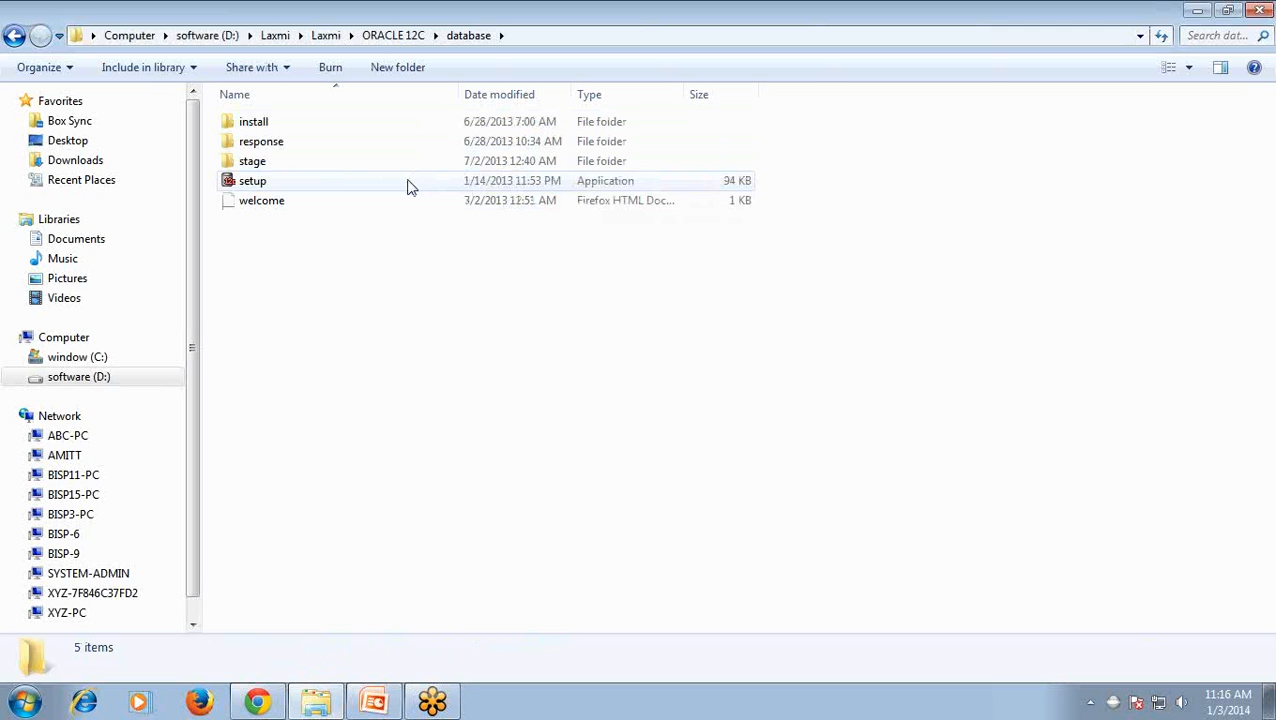 Computer software (D:) Laxmi Laxmi ORACLE 12C database
Search dat...
Organize Include in library Share with Burn New folder
Name Date modified Type Size
install 6/28/2013 7:00 AM File folder
response 6/28/2013 10:34 AM File folder
stage 7/2/2013 12:40 AM File folder
setup 1/14/2013 11:53 PM Application 94 KB
welcome 3/2/2013 12:51 AM Firefox HTML Doc... 1 KB
Favorites
Box Sync
Desktop
Downloads
Recent Places
Libraries
Documents
Music
Pictures
Videos
Computer
window (C:)
software (D:)
Network
ABC-PC
AMITT
BISP11-PC
BISP15-PC
BISP3-PC
BISP-6
BISP-9
SYSTEM-ADMIN
XYZ-7F846C37FD2
XYZ-PC
5 items
11:16 AM
1/3/2014